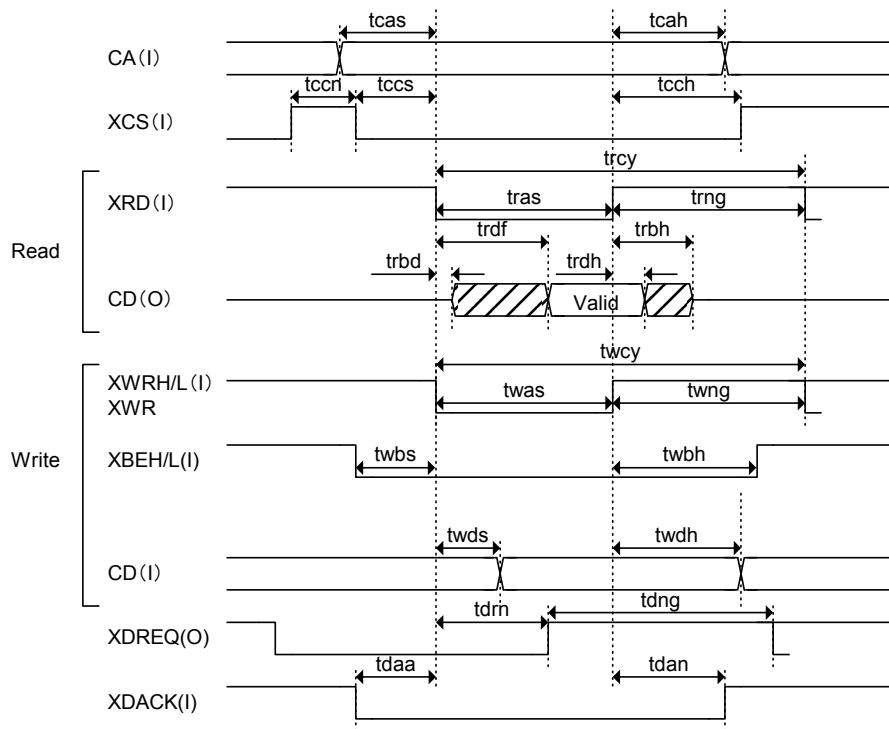 tcas tcah
CA(I)
tccn tccs tcch
XCS(I)
trcy
XRD(I)
tras trng
Read
trdf trbh
trbd trdh
CD(O)
Valid
twcy
XWRH/L(I)
XWR
twas twng
Write
XBEH/L(I)
twbs twbh
twds twdh
CD(I)
tdrn tdng
XDREQ(O)
tdaa tdan
XDACK(I)